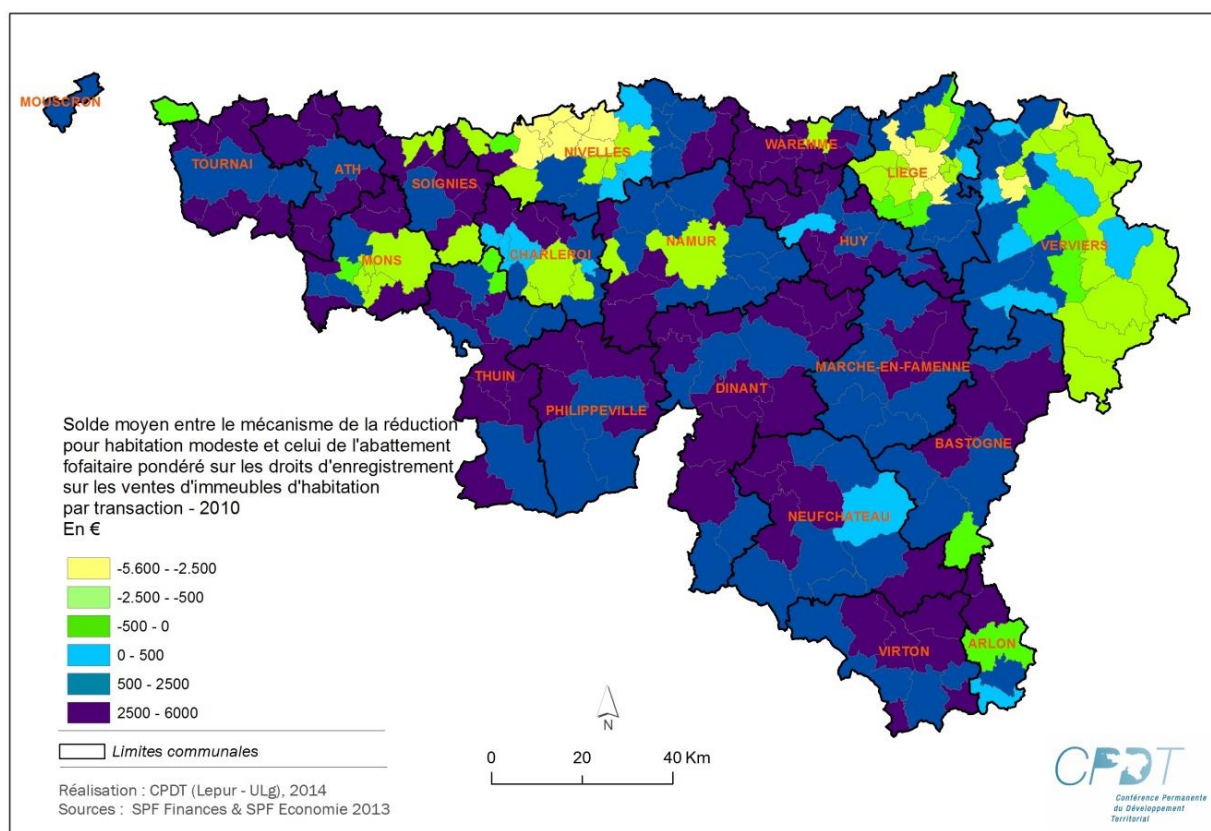 MOUSCRON
TOURNAI
ATH
SOIGNIES
NIVELLES
WAREMME
LIEGE
MONS
CHARLEROI
NAMUR
HUY
VERVIERS
THUIN
PHILIPPEVILLE
DINANT
MARCHE-EN-FAMENNE
BASTOGNE
NEUFCHATEAU
VIRTON
ARLON
Solde moyen entre le mécanisme de la réduction
pour habitation modeste et celui de l'abattement
fofaitaire pondéré sur les droits d'enregistrement
sur les ventes d'immeubles d'habitation
par transaction - 2010
En €
-5.600 - -2.500
-2.500 - -500
-500 - 0
0 - 500
500 - 2500
2500 - 6000
Limites communales
Réalisation : CPDT (Lepur - ULg), 2014
Sources : SPF Finances & SPF Economie 2013
N
0 20 40 Km
CPDT
Conférence Permanente
du Développement
Territorial